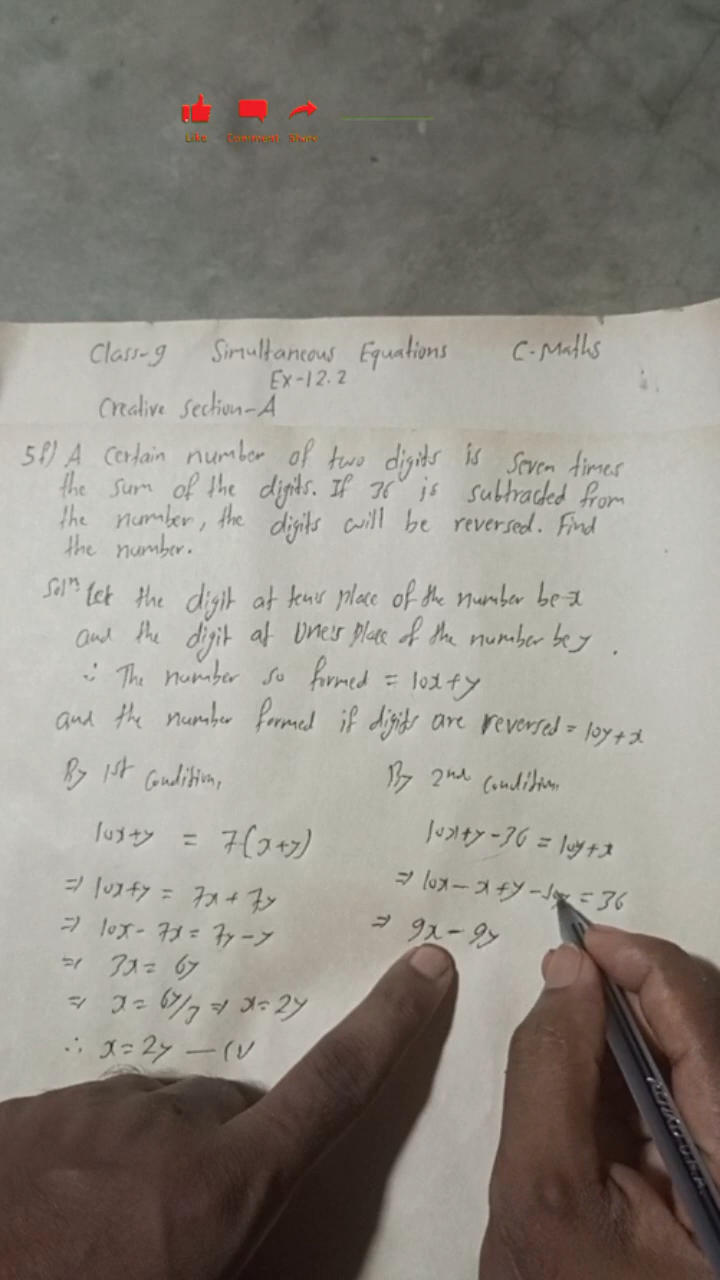 Like Comment Share
Class-9 Simultaneous Equations C-Maths
Ex-12.2
Creative Section-A
5f) A certain number of two digits is seven times
the sum of the digits. If 36 is subtracted from
the number, the digits will be reversed. Find
the number.
Solⁿ Let the digit at ten's place of the number be x
and the digit at one's place of the number be y.
∴ The number so formed = 10x+y
and the number formed if digits are reversed = 10y+x
By 1st Condition,
10x+y = 7(x+y)
⇒ 10x+y = 7x+7y
⇒ 10x-7x = 7y-y
⇒ 3x = 6y
⇒ x = 6y/3 ⇒ x=2y
∴ x=2y —(1)
By 2nd Condition,
10x+y-36 = 10y+x
⇒ 10x-x+y-10y = 36
⇒ 9x-9y